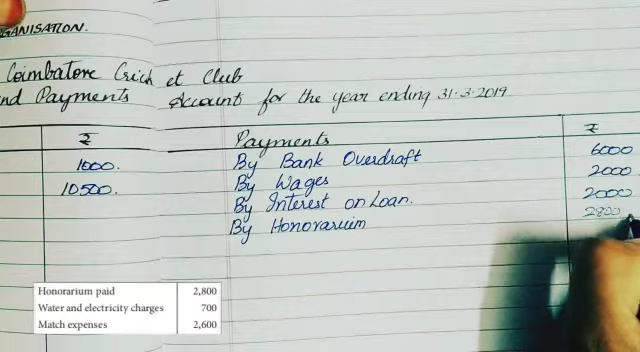 GANISATION.
Coimbatore Crick et Club
nd Payments Account for the year ending 31.3.2019
₹ Payments ₹
1000. By Bank Overdraft 6000
10500. By Wages 2000
By Interest on Loan. 2000
By Honorarium 2800
Honorarium paid 2,800
Water and electricity charges 700
Match expenses 2,600